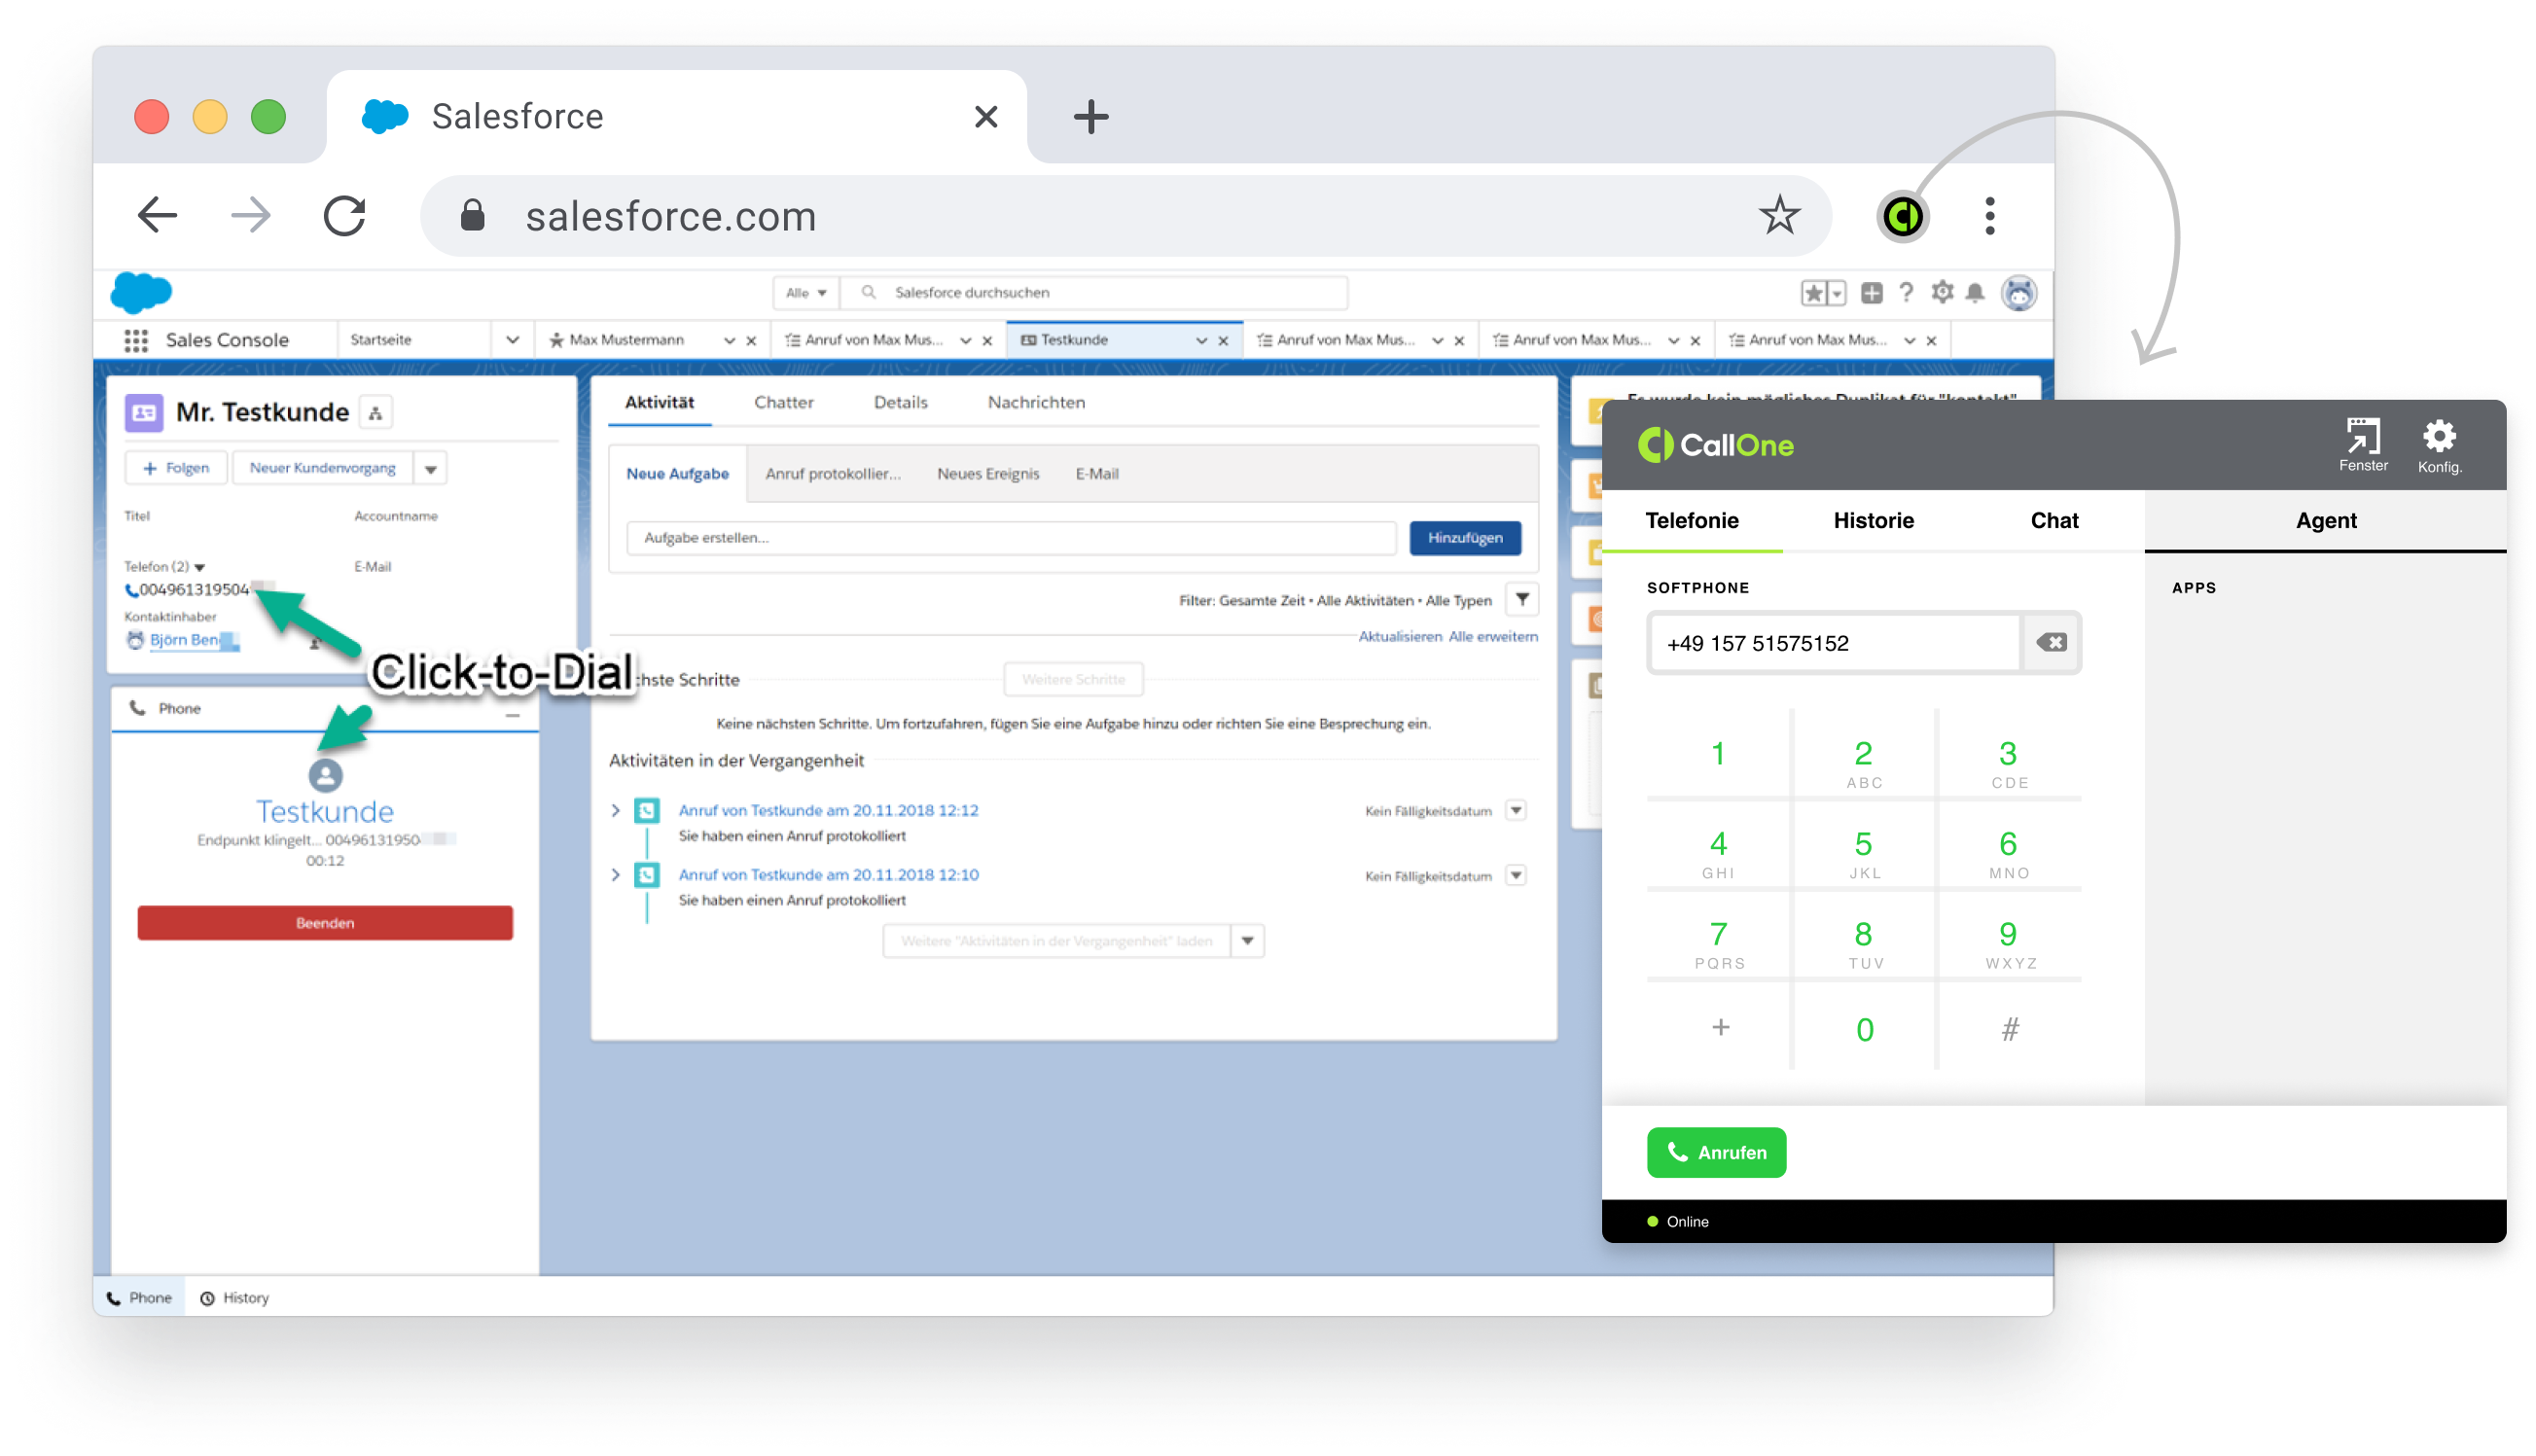 Salesforce
salesforce.com
Alle
Salesforce durchsuchen
Sales Console
Startseite
Max Mustermann
Anruf von Max Mus...
Testkunde
Anruf von Max Mus...
Anruf von Max Mus...
Anruf von Max Mus...
Mr. Testkunde
+ Folgen
Neuer Kundenvorgang
Titel
Accountname
Telefon (2)
E-Mail
004961319504
Kontaktinhaber
Björn Ben
Click-to-Dial
Phone
Testkunde
Endpunkt klingelt... 00496131950
00:12
Beenden
Phone
History
Aktivität
Chatter
Details
Nachrichten
Neue Aufgabe
Anruf protokollier...
Neues Ereignis
E-Mail
Aufgabe erstellen...
Hinzufügen
Filter: Gesamte Zeit • Alle Aktivitäten • Alle Typen
Aktualisieren Alle erweitern
chste Schritte
Weitere Schritte
Keine nächsten Schritte. Um fortzufahren, fügen Sie eine Aufgabe hinzu oder richten Sie eine Besprechung ein.
Aktivitäten in der Vergangenheit
Anruf von Testkunde am 20.11.2018 12:12
Kein Fälligkeitsdatum
Sie haben einen Anruf protokolliert
Anruf von Testkunde am 20.11.2018 12:10
Kein Fälligkeitsdatum
Sie haben einen Anruf protokolliert
Weitere "Aktivitäten in der Vergangenheit" laden
Es wurde kein mögliches Duplikat für "kontakt"
CallOne
Fenster
Konfig.
Telefonie
Historie
Chat
Agent
SOFTPHONE
APPS
+49 157 51575152
1
2
ABC
3
CDE
4
GHI
5
JKL
6
MNO
7
PQRS
8
TUV
9
WXYZ
+
0
#
Anrufen
Online